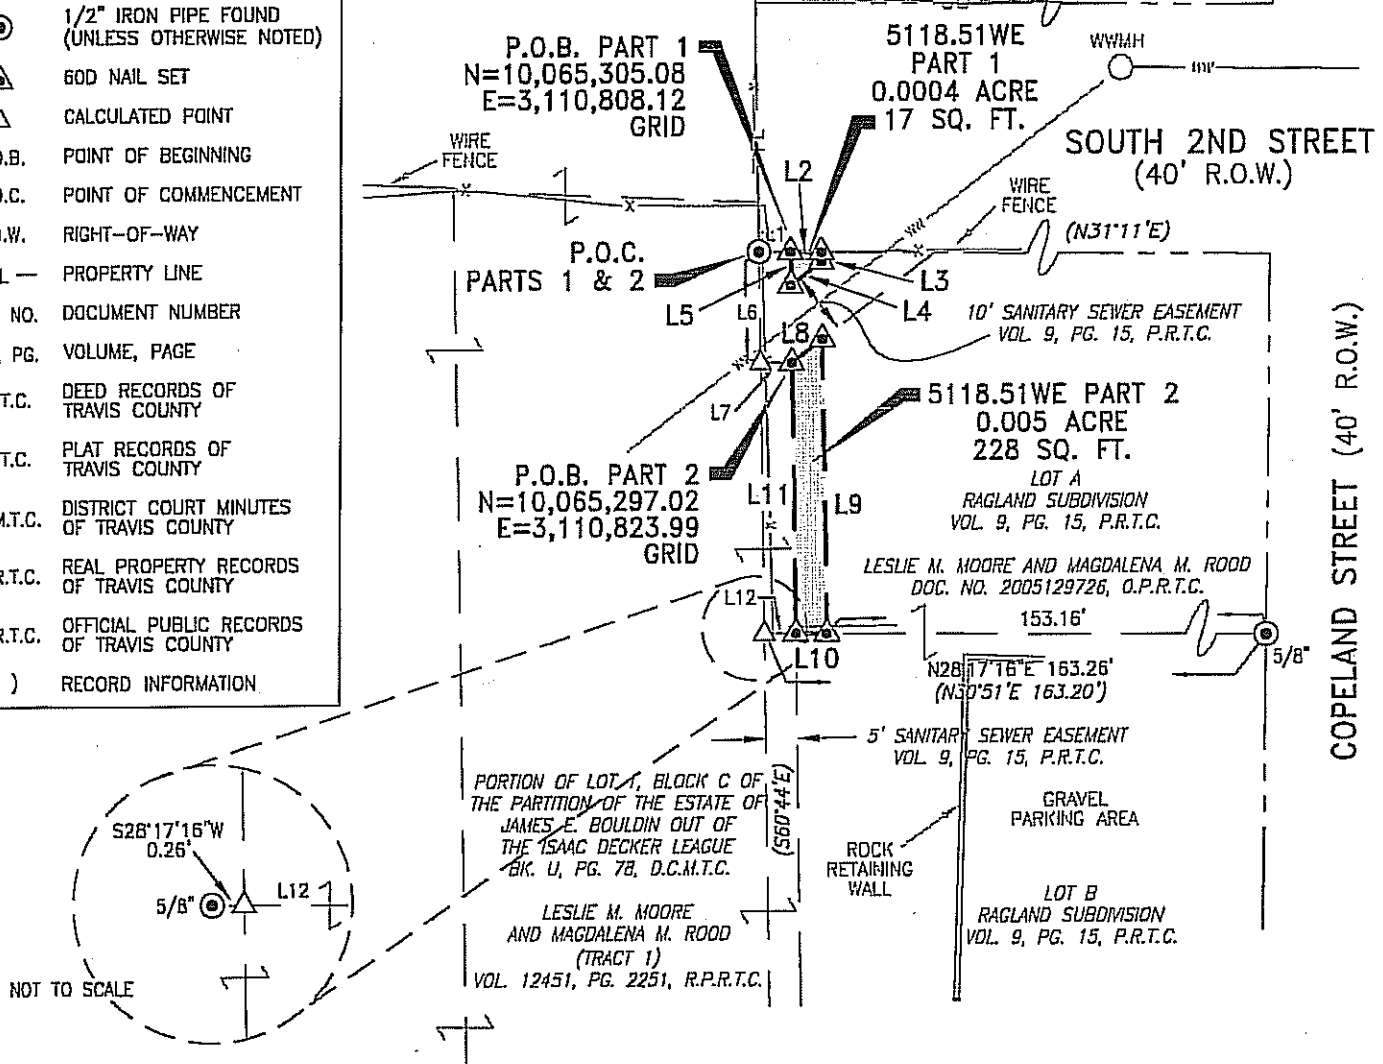 1/2" IRON PIPE FOUND
(UNLESS OTHERWISE NOTED)
60D NAIL SET
CALCULATED POINT
O.B. POINT OF BEGINNING
O.C. POINT OF COMMENCEMENT
O.W. RIGHT-OF-WAY
L — PROPERTY LINE
NO. DOCUMENT NUMBER
, PG. VOLUME, PAGE
T.C. DEED RECORDS OF
TRAVIS COUNTY
T.C. PLAT RECORDS OF
TRAVIS COUNTY
M.T.C. DISTRICT COURT MINUTES
OF TRAVIS COUNTY
R.T.C. REAL PROPERTY RECORDS
OF TRAVIS COUNTY
R.T.C. OFFICIAL PUBLIC RECORDS
OF TRAVIS COUNTY
) RECORD INFORMATION
P.O.B. PART 1
N=10,065,305.08
E=3,110,808.12
GRID
5118.51WE
PART 1
0.0004 ACRE
17 SQ. FT.
WWMH
SOUTH 2ND STREET
(40' R.O.W.)
WIRE
FENCE
WIRE
FENCE
(N31°11'E)
L1
L2
L3
L4
L5
L6
L7
L8
P.O.C.
PARTS 1 & 2
10' SANITARY SEWER EASEMENT
VOL. 9, PG. 15, P.R.T.C.
5118.51WE PART 2
0.005 ACRE
228 SQ. FT.
P.O.B. PART 2
N=10,065,297.02
E=3,110,823.99
GRID
L11
L9
LOT A
RAGLAND SUBDIVISION
VOL. 9, PG. 15, P.R.T.C.
LESLIE M. MOORE AND MAGDALENA M. ROOD
DOC. NO. 2005129726, O.P.R.T.C.
153.16'
L12
L10
5/8"
N28°17'16"E 163.26'
(N30°51'E 163.20')
COPELAND STREET (40' R.O.W.)
5' SANITARY SEWER EASEMENT
VOL. 9, PG. 15, P.R.T.C.
(S60°44'E)
PORTION OF LOT 1, BLOCK C OF
THE PARTITION OF THE ESTATE OF
JAMES E. BOULDIN OUT OF
THE ISAAC DECKER LEAGUE
BK. U, PG. 78, D.C.M.T.C.
GRAVEL
PARKING AREA
ROCK
RETAINING
WALL
LESLIE M. MOORE
AND MAGDALENA M. ROOD
(TRACT 1)
VOL. 12451, PG. 2251, R.P.R.T.C.
LOT B
RAGLAND SUBDIVISION
VOL. 9, PG. 15, P.R.T.C.
S28°17'16"W
0.26'
5/8"
L12
NOT TO SCALE